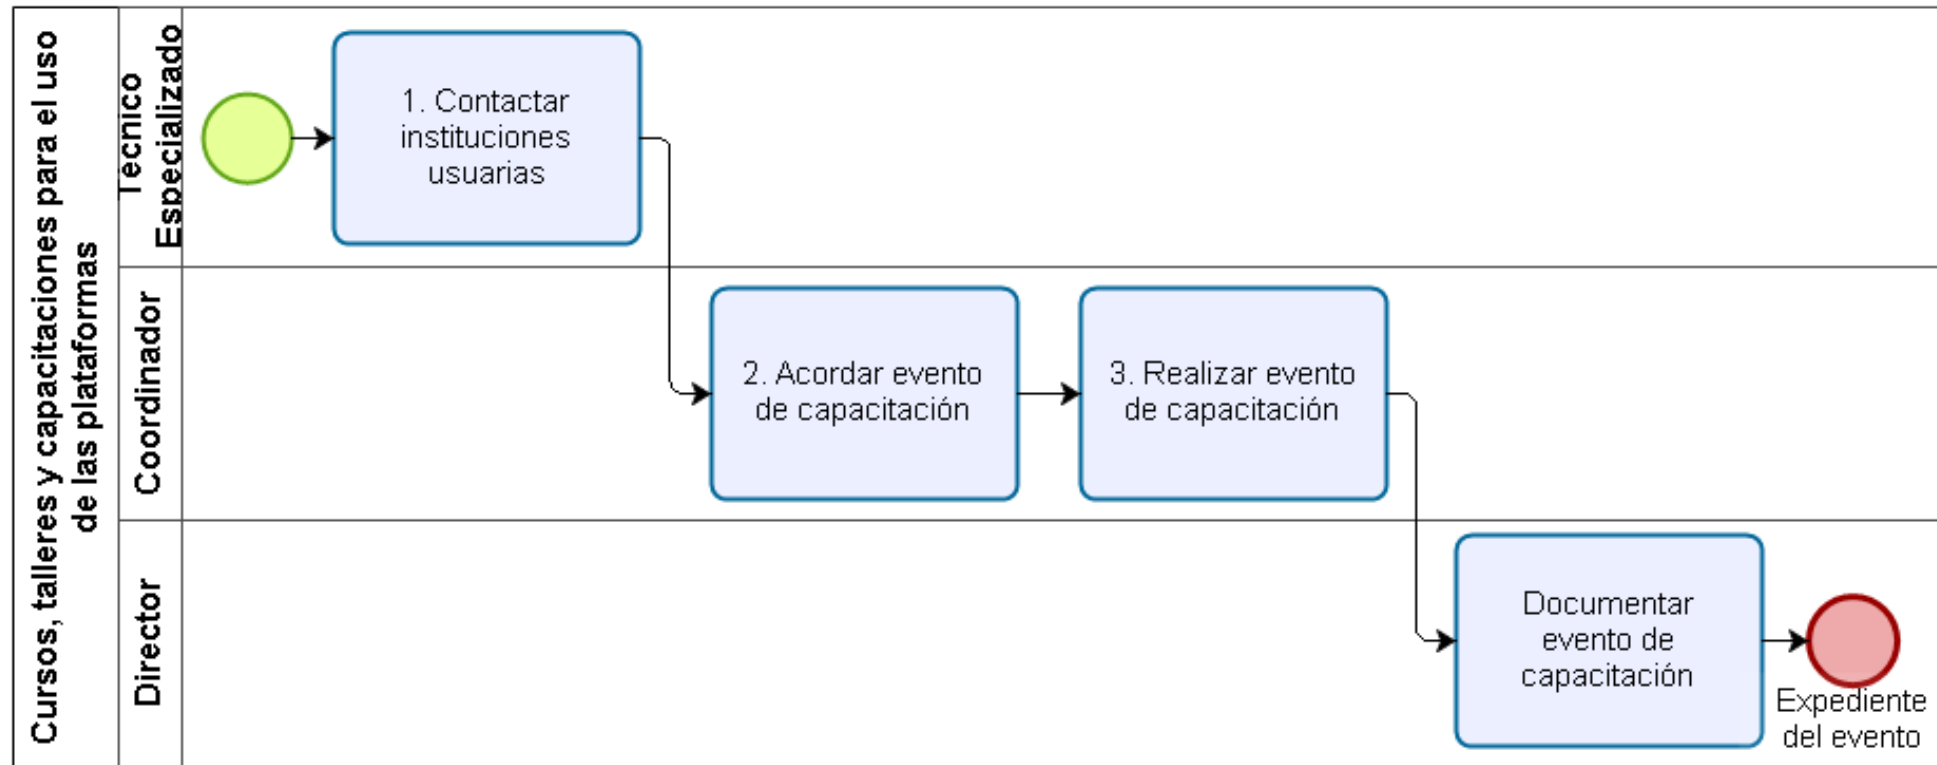 Cursos, talleres y capacitaciones para el uso
de las plataformas
Técnico
Especializado
1. Contactar
instituciones
usuarias
Coordinador
2. Acordar evento
de capacitación
3. Realizar evento
de capacitación
Director
Documentar
evento de
capacitación
Expediente
del evento